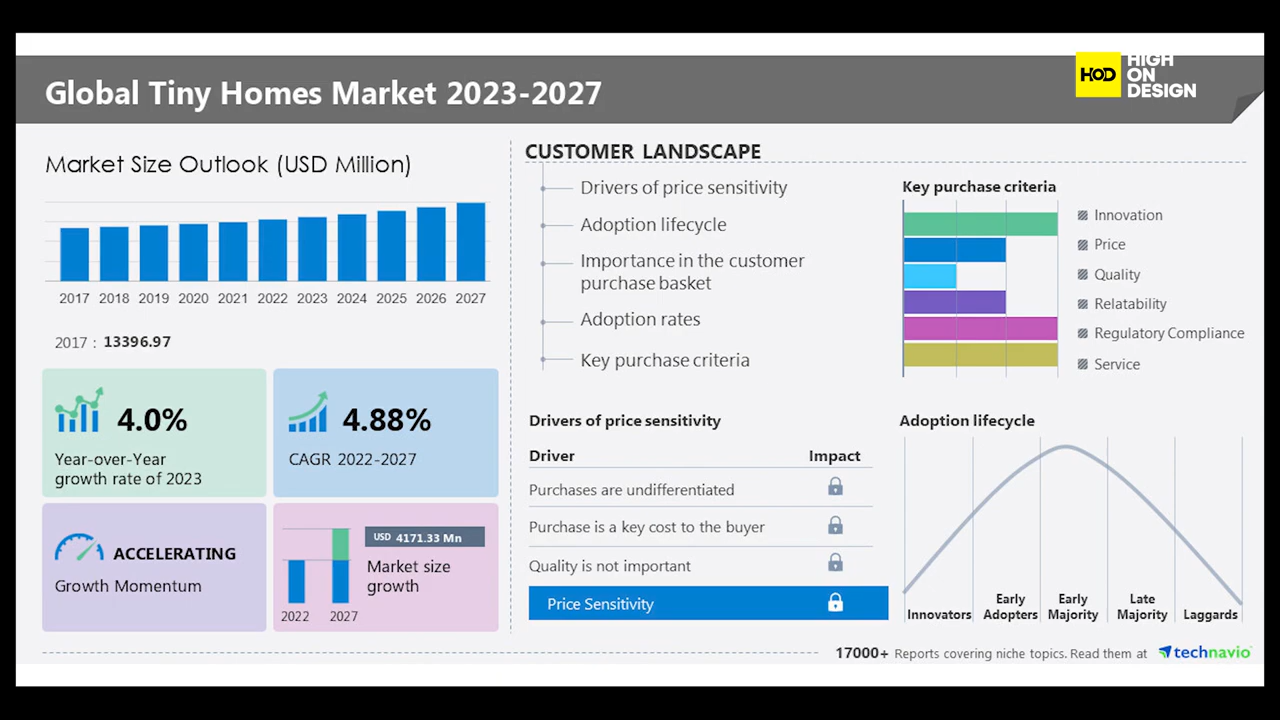 HOD
HIGH
ON
DESIGN
Global Tiny Homes Market 2023-2027
Market Size Outlook (USD Million)
2017 2018 2019 2020 2021 2022 2023 2024 2025 2026 2027
2017 : 13396.97
4.0%
Year-over-Year
growth rate of 2023
4.88%
CAGR 2022-2027
ACCELERATING
Growth Momentum
USD 4171.33 Mn
Market size
growth
2022 2027
CUSTOMER LANDSCAPE
Drivers of price sensitivity
Adoption lifecycle
Importance in the customer
purchase basket
Adoption rates
Key purchase criteria
Key purchase criteria
Innovation
Price
Quality
Relatability
Regulatory Compliance
Service
Drivers of price sensitivity
Driver Impact
Purchases are undifferentiated
Purchase is a key cost to the buyer
Quality is not important
Price Sensitivity
Adoption lifecycle
Innovators
Early
Adopters
Early
Majority
Late
Majority
Laggards
17000+ Reports covering niche topics. Read them at technavio